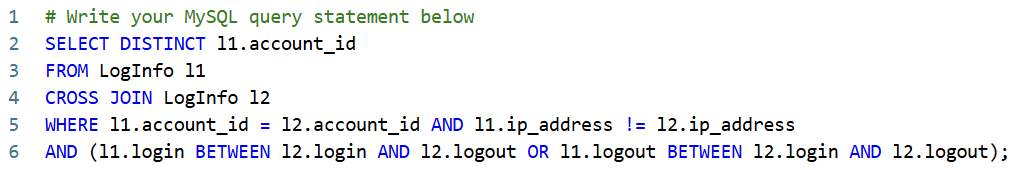 1 # Write your MySQL query statement below
2 SELECT DISTINCT l1.account_id
3 FROM LogInfo l1
4 CROSS JOIN LogInfo l2
5 WHERE l1.account_id = l2.account_id AND l1.ip_address != l2.ip_address
6 AND (l1.login BETWEEN l2.login AND l2.logout OR l1.logout BETWEEN l2.login AND l2.logout);